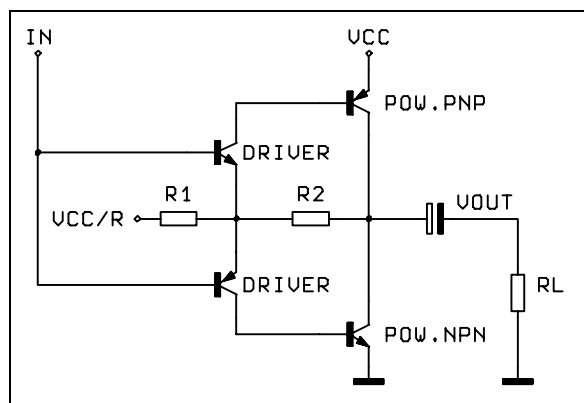 IN
VCC
POW.PNP
DRIVER
R1
R2
VCC/R
VOUT
DRIVER
RL
POW.NPN